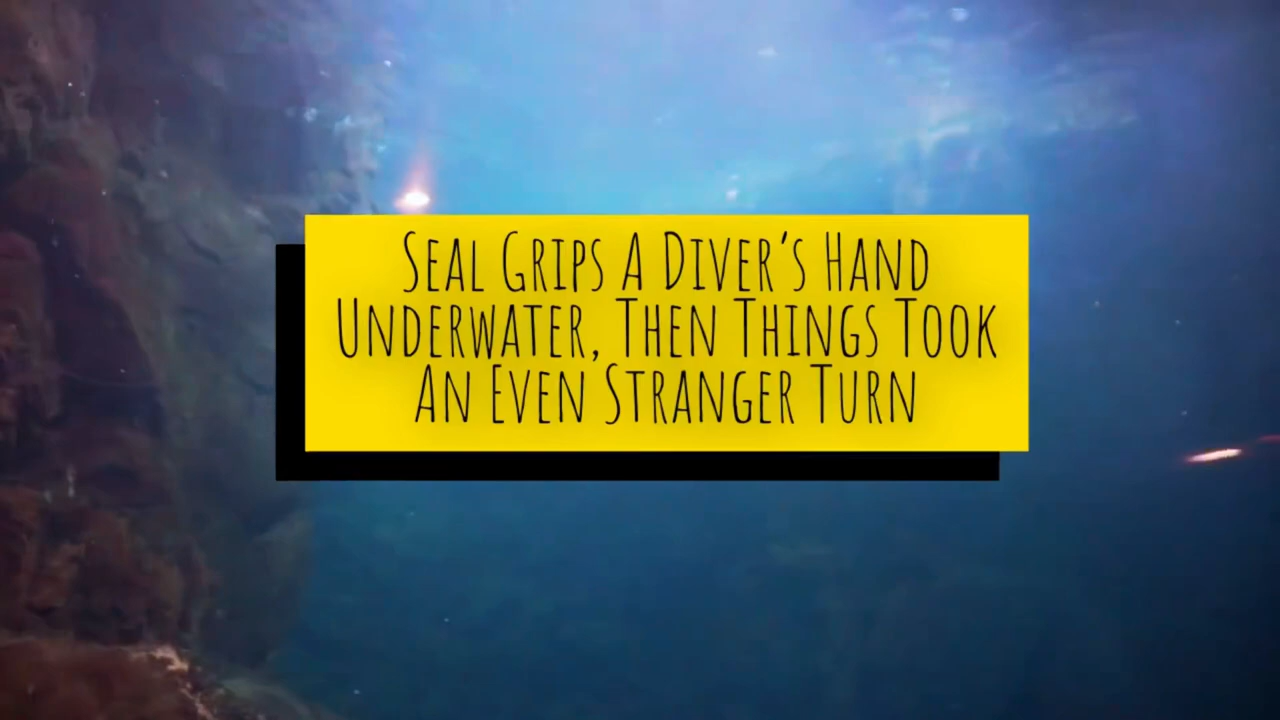 Seal Grips A Diver's Hand
Underwater, Then Things Took
An Even Stranger Turn